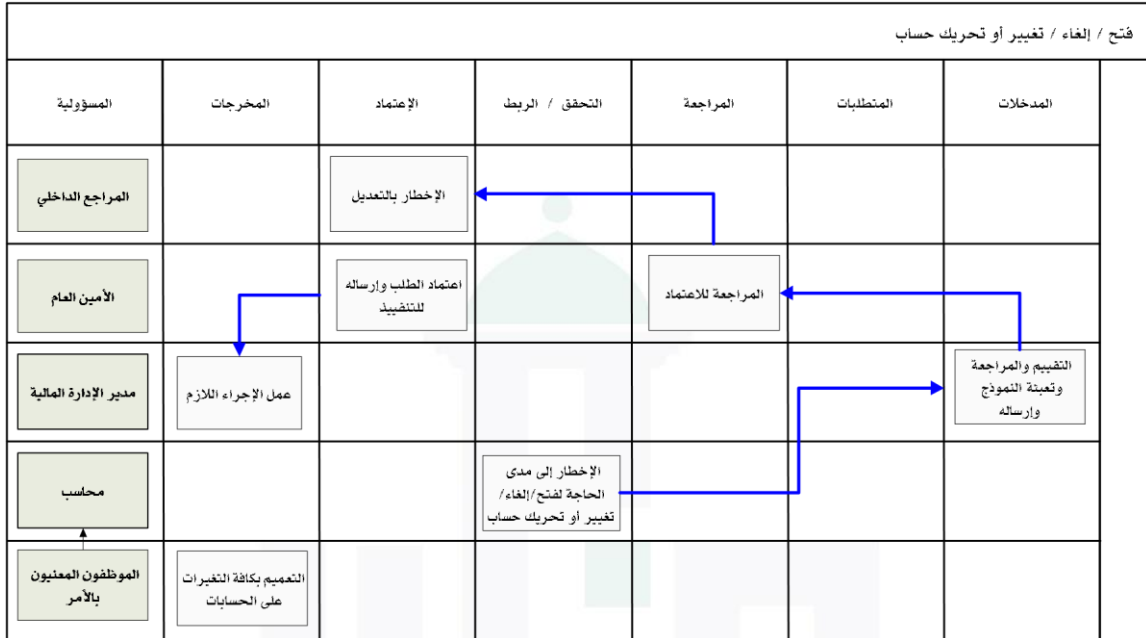 فتح / إلغاء / تغيير أو تحريك حساب
المدخلات
المتطلبات
المراجعة
التحقق / الربط
الإعتماد
المخرجات
المسؤولية
الإخطار بالتعديل
المراجع الداخلي
المراجعة للاعتماد
اعتماد الطلب وإرساله
للتنفييذ
الأمين العام
التقييم والمراجعة
وتعبئة النموذج
وإرساله
عمل الإجراء اللازم
مدير الإدارة المالية
الإخطار إلى مدى
الحاجة لفتح/إلغاء/
تغيير أو تحريك حساب
محاسب
التعميم بكافة التغيرات
على الحسابات
الموظفون المعنيون
بالأمر